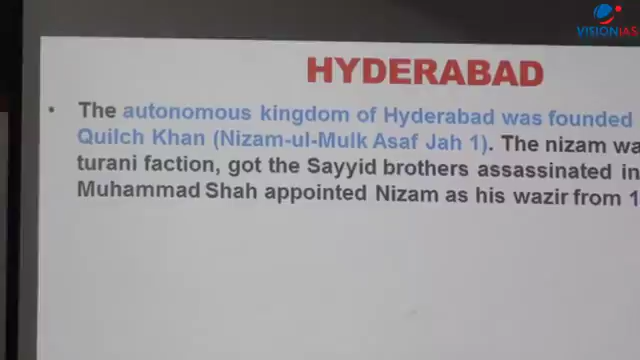 VISIONIAS
HYDERABAD
• The autonomous kingdom of Hyderabad was founded
Quilch Khan (Nizam-ul-Mulk Asaf Jah 1). The nizam wa
turani faction, got the Sayyid brothers assassinated in
Muhammad Shah appointed Nizam as his wazir from 1